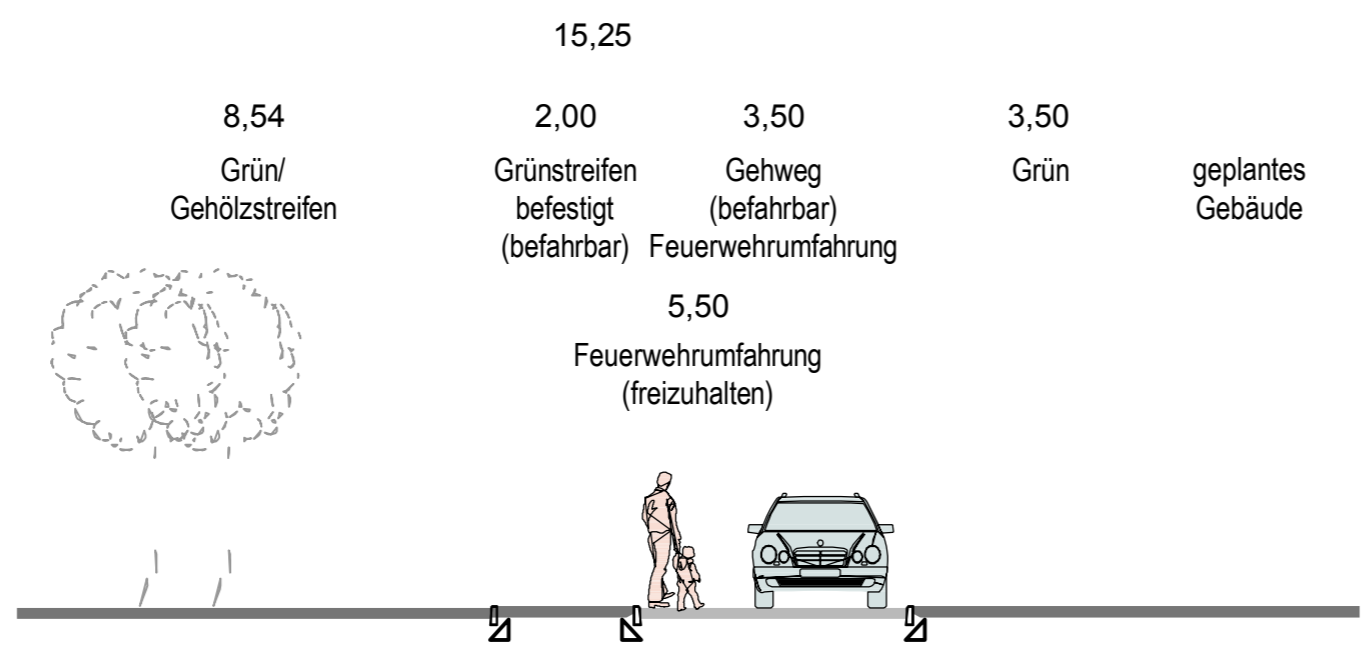 15,25
8,54 2,00 3,50 3,50
Grün/ Grünstreifen Gehweg Grün geplantes
Gehölzstreifen befestigt (befahrbar) Gebäude
(befahrbar) Feuerwehrumfahrung
5,50
Feuerwehrumfahrung
(freizuhalten)